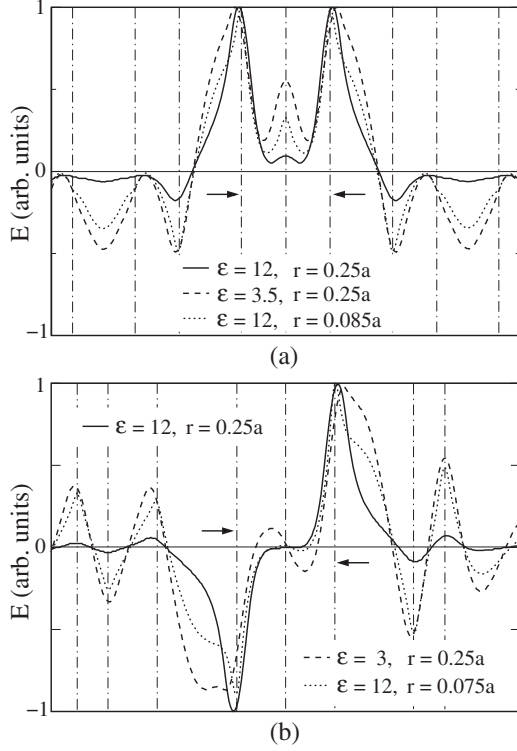 1
E (arb. units)
0
−1
ε = 12, r = 0.25a
ε = 3.5, r = 0.25a
ε = 12, r = 0.085a
(a)
1
ε = 12, r = 0.25a
E (arb. units)
0
ε = 3, r = 0.25a
ε = 12, r = 0.075a
−1
(b)